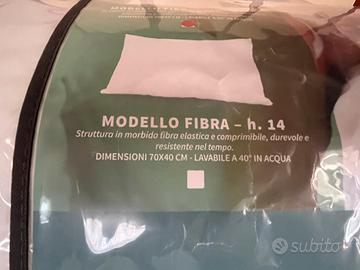 MODELLO FIBRA – h. 14
Struttura in morbida fibra elastica e comprimibile, durevole e
resistente nel tempo.
DIMENSIONI 70X40 CM - LAVABILE A 40° IN ACQUA
subito